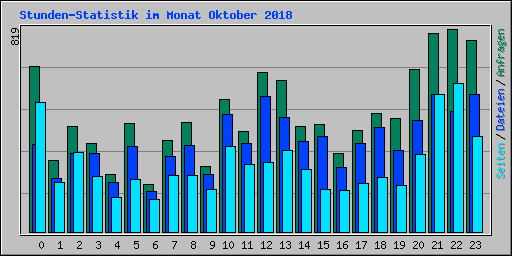 Stunden-Statistik im Monat Oktober 2018
819
Seiten / Dateien / Anfragen
0 1 2 3 4 5 6 7 8 9 10 11 12 13 14 15 16 17 18 19 20 21 22 23